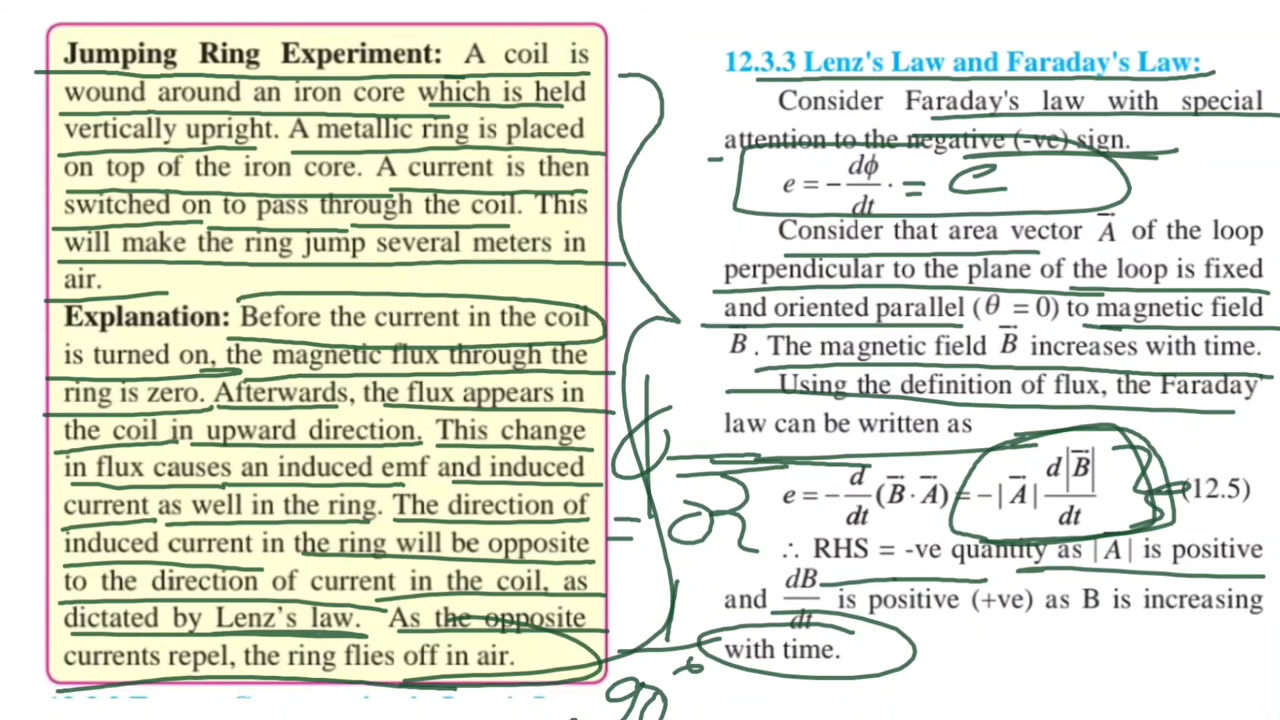 Jumping Ring Experiment: A coil is
wound around an iron core which is held
vertically upright. A metallic ring is placed
on top of the iron core. A current is then
switched on to pass through the coil. This
will make the ring jump several meters in
air.
Explanation: Before the current in the coil
is turned on, the magnetic flux through the
ring is zero. Afterwards, the flux appears in
the coil in upward direction. This change
in flux causes an induced emf and induced
current as well in the ring. The direction of
induced current in the ring will be opposite
to the direction of current in the coil, as
dictated by Lenz's law. As the opposite
currents repel, the ring flies off in air.
12.3.3 Lenz's Law and Faraday's Law:
Consider Faraday's law with special
attention to the negative (-ve) sign.
e = - dϕ/dt . = e
Consider that area vector A⃗ of the loop
perpendicular to the plane of the loop is fixed
and oriented parallel (θ = 0) to magnetic field
B⃗. The magnetic field B⃗ increases with time.
Using the definition of flux, the Faraday'
law can be written as
e = - d/dt (B⃗ . A⃗) = - |A⃗| d|B⃗|/dt (12.5)
∴ RHS = -ve quantity as |A| is positive
and dB/dt is positive (+ve) as B is increasing
with time.
90